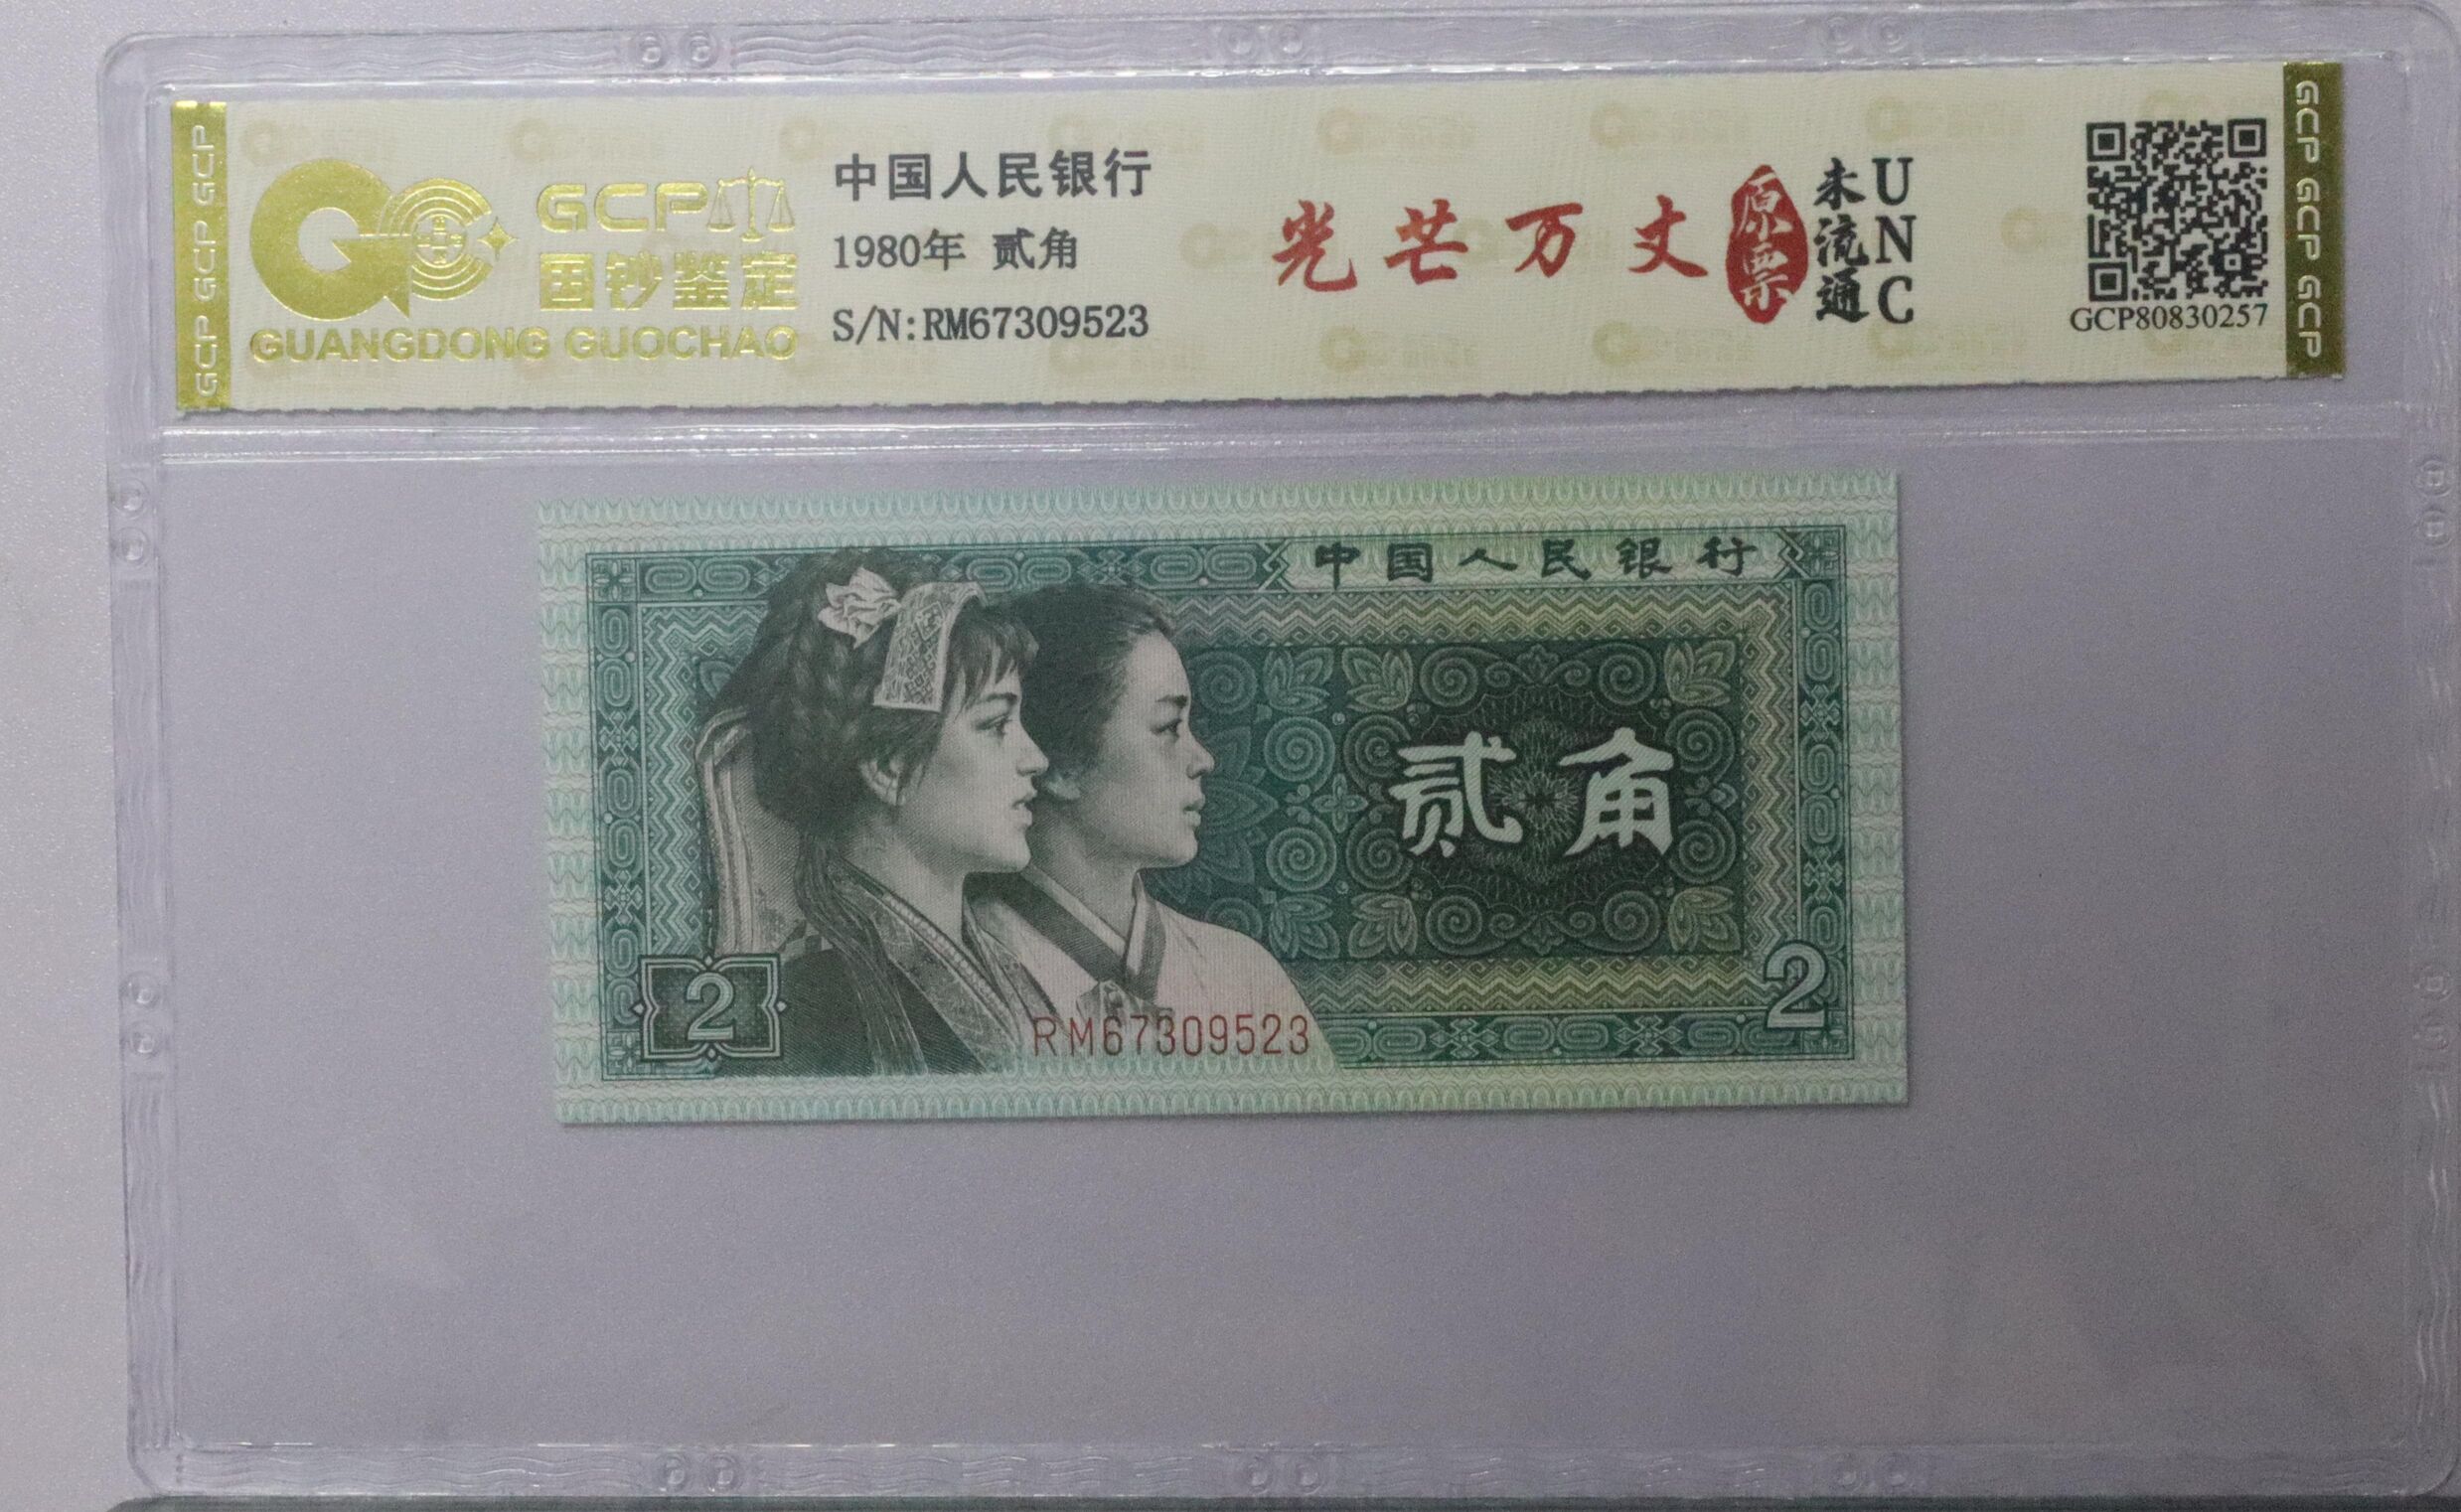 GCP GCP GCP
GCP
国钞鉴定
GUANGDONG GUOCHAO
中国人民银行
1980年 贰角
S/N:RM67309523
光芒万丈
原票
未流通
UNC
GCP80830257
GCP GCP GCP
中国人民银行
贰角
2
2
RM67309523